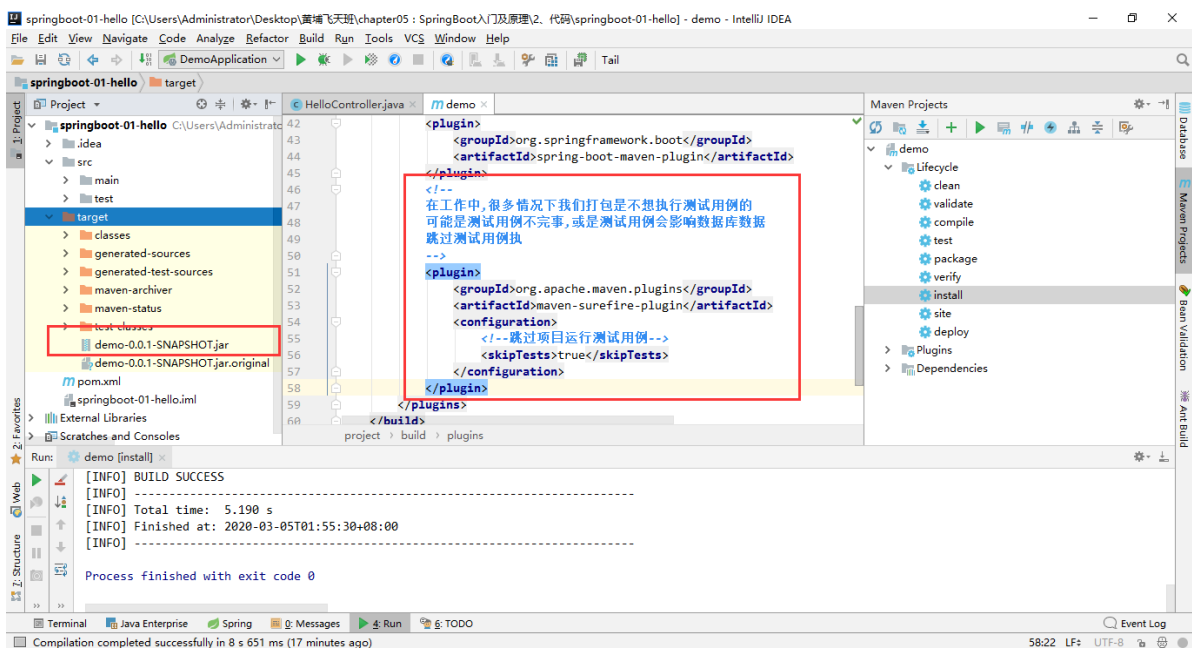 springboot-01-hello [C:\Users\Administrator\Desktop\黄埔飞天班\chapter05：SpringBoot入门及原理\2、代码\springboot-01-hello] - demo - IntelliJ IDEA
File Edit View Navigate Code Analyze Refactor Build Run Tools VCS Window Help
DemoApplication Tail
springboot-01-hello target
1: Project
Project
springboot-01-hello C:\Users\Administratc
.idea
src
main
test
target
classes
generated-sources
generated-test-sources
maven-archiver
maven-status
test-classes
demo-0.0.1-SNAPSHOT.jar
demo-0.0.1-SNAPSHOT.jar.original
pom.xml
springboot-01-hello.iml
External Libraries
Scratches and Consoles
HelloController.java demo
42 <plugin>
43 <groupId>org.springframework.boot</groupId>
44 <artifactId>spring-boot-maven-plugin</artifactId>
45 </plugin>
46 <!--
47 在工作中,很多情况下我们打包是不想执行测试用例的
48 可能是测试用例不完事,或是测试用例会影响数据库数据
49 跳过测试用例执
50 -->
51 <plugin>
52 <groupId>org.apache.maven.plugins</groupId>
53 <artifactId>maven-surefire-plugin</artifactId>
54 <configuration>
55 <!--跳过项目运行测试用例-->
56 <skipTests>true</skipTests>
57 </configuration>
58 </plugin>
59 </plugins>
60 </build>
project › build › plugins
Maven Projects
demo
Lifecycle
clean
validate
compile
test
package
verify
install
site
deploy
Plugins
Dependencies
Database
Maven Projects
Bean Validation
Ant Build
2: Favorites
Web
7: Structure
Run: demo [install]
[INFO] BUILD SUCCESS
[INFO] ------------------------------------------------------------------------
[INFO] Total time: 5.190 s
[INFO] Finished at: 2020-03-05T01:55:30+08:00
[INFO] ------------------------------------------------------------------------
Process finished with exit code 0
Terminal Java Enterprise Spring 0: Messages 4: Run 6: TODO Event Log
Compilation completed successfully in 8 s 651 ms (17 minutes ago) 58:22 LF UTF-8